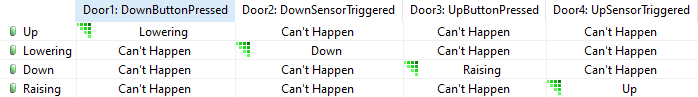 Door1: DownButtonPressed Door2: DownSensorTriggered Door3: UpButtonPressed Door4: UpSensorTriggered
Up Lowering Can't Happen Can't Happen Can't Happen
Lowering Can't Happen Down Can't Happen Can't Happen
Down Can't Happen Can't Happen Raising Can't Happen
Raising Can't Happen Can't Happen Can't Happen Up